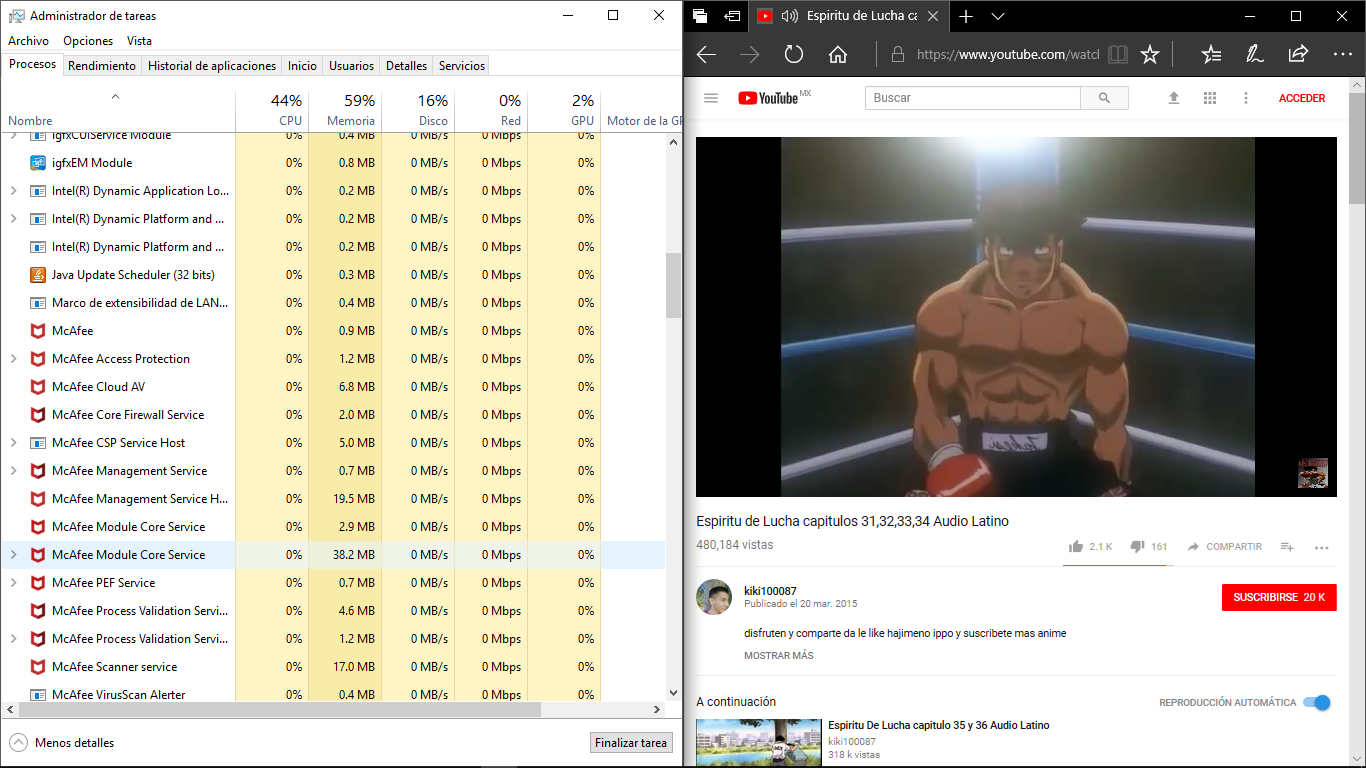 Administrador de tareas
Archivo Opciones Vista
Procesos Rendimiento Historial de aplicaciones Inicio Usuarios Detalles Servicios
44% 59% 16% 0% 2%
Nombre CPU Memoria Disco Red GPU Motor de la GP
igfxCUIService Module 0% 0.4 MB 0 MB/s 0 Mbps 0%
igfxEM Module 0% 0.8 MB 0 MB/s 0 Mbps 0%
Intel(R) Dynamic Application Lo... 0% 0.2 MB 0 MB/s 0 Mbps 0%
Intel(R) Dynamic Platform and ... 0% 0.2 MB 0 MB/s 0 Mbps 0%
Intel(R) Dynamic Platform and ... 0% 0.2 MB 0 MB/s 0 Mbps 0%
Java Update Scheduler (32 bits) 0% 0.3 MB 0 MB/s 0 Mbps 0%
Marco de extensibilidad de LAN... 0% 0.4 MB 0 MB/s 0 Mbps 0%
McAfee 0% 0.9 MB 0 MB/s 0 Mbps 0%
McAfee Access Protection 0% 1.2 MB 0 MB/s 0 Mbps 0%
McAfee Cloud AV 0% 6.8 MB 0 MB/s 0 Mbps 0%
McAfee Core Firewall Service 0% 2.0 MB 0 MB/s 0 Mbps 0%
McAfee CSP Service Host 0% 5.0 MB 0 MB/s 0 Mbps 0%
McAfee Management Service 0% 0.7 MB 0 MB/s 0 Mbps 0%
McAfee Management Service H... 0% 19.5 MB 0 MB/s 0 Mbps 0%
McAfee Module Core Service 0% 2.9 MB 0 MB/s 0 Mbps 0%
McAfee Module Core Service 0% 38.2 MB 0 MB/s 0 Mbps 0%
McAfee PEF Service 0% 0.7 MB 0 MB/s 0 Mbps 0%
McAfee Process Validation Servi... 0% 4.6 MB 0 MB/s 0 Mbps 0%
McAfee Process Validation Servi... 0% 1.2 MB 0 MB/s 0 Mbps 0%
McAfee Scanner service 0% 17.0 MB 0 MB/s 0 Mbps 0%
McAfee VirusScan Alerter 0% 0.4 MB 0 MB/s 0 Mbps 0%
Menos detalles Finalizar tarea
Espiritu de Lucha ca
https://www.youtube.com/watcl
YouTube MX Buscar ACCEDER
Espiritu de Lucha capitulos 31,32,33,34 Audio Latino
480,184 vistas 2.1 K 161 COMPARTIR
kiki100087
Publicado el 20 mar. 2015
SUSCRIBIRSE 20 K
disfruten y comparte da le like hajimeno ippo y suscribete mas anime
MOSTRAR MÁS
A continuación REPRODUCCIÓN AUTOMÁTICA
Espiritu De Lucha capitulo 35 y 36 Audio Latino
kiki100087
318 k vistas